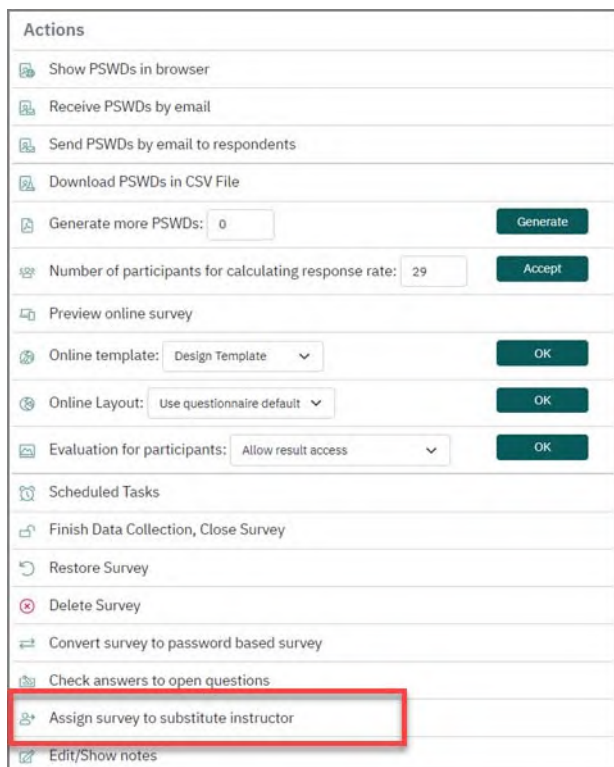 Actions
Show PSWDs in browser
Receive PSWDs by email
Send PSWDs by email to respondents
Download PSWDs in CSV File
Generate more PSWDs: 0 Generate
Number of participants for calculating response rate: 29 Accept
Preview online survey
Online template: Design Template OK
Online Layout: Use questionnaire default OK
Evaluation for participants: Allow result access OK
Scheduled Tasks
Finish Data Collection, Close Survey
Restore Survey
Delete Survey
Convert survey to password based survey
Check answers to open questions
Assign survey to substitute instructor
Edit/Show notes